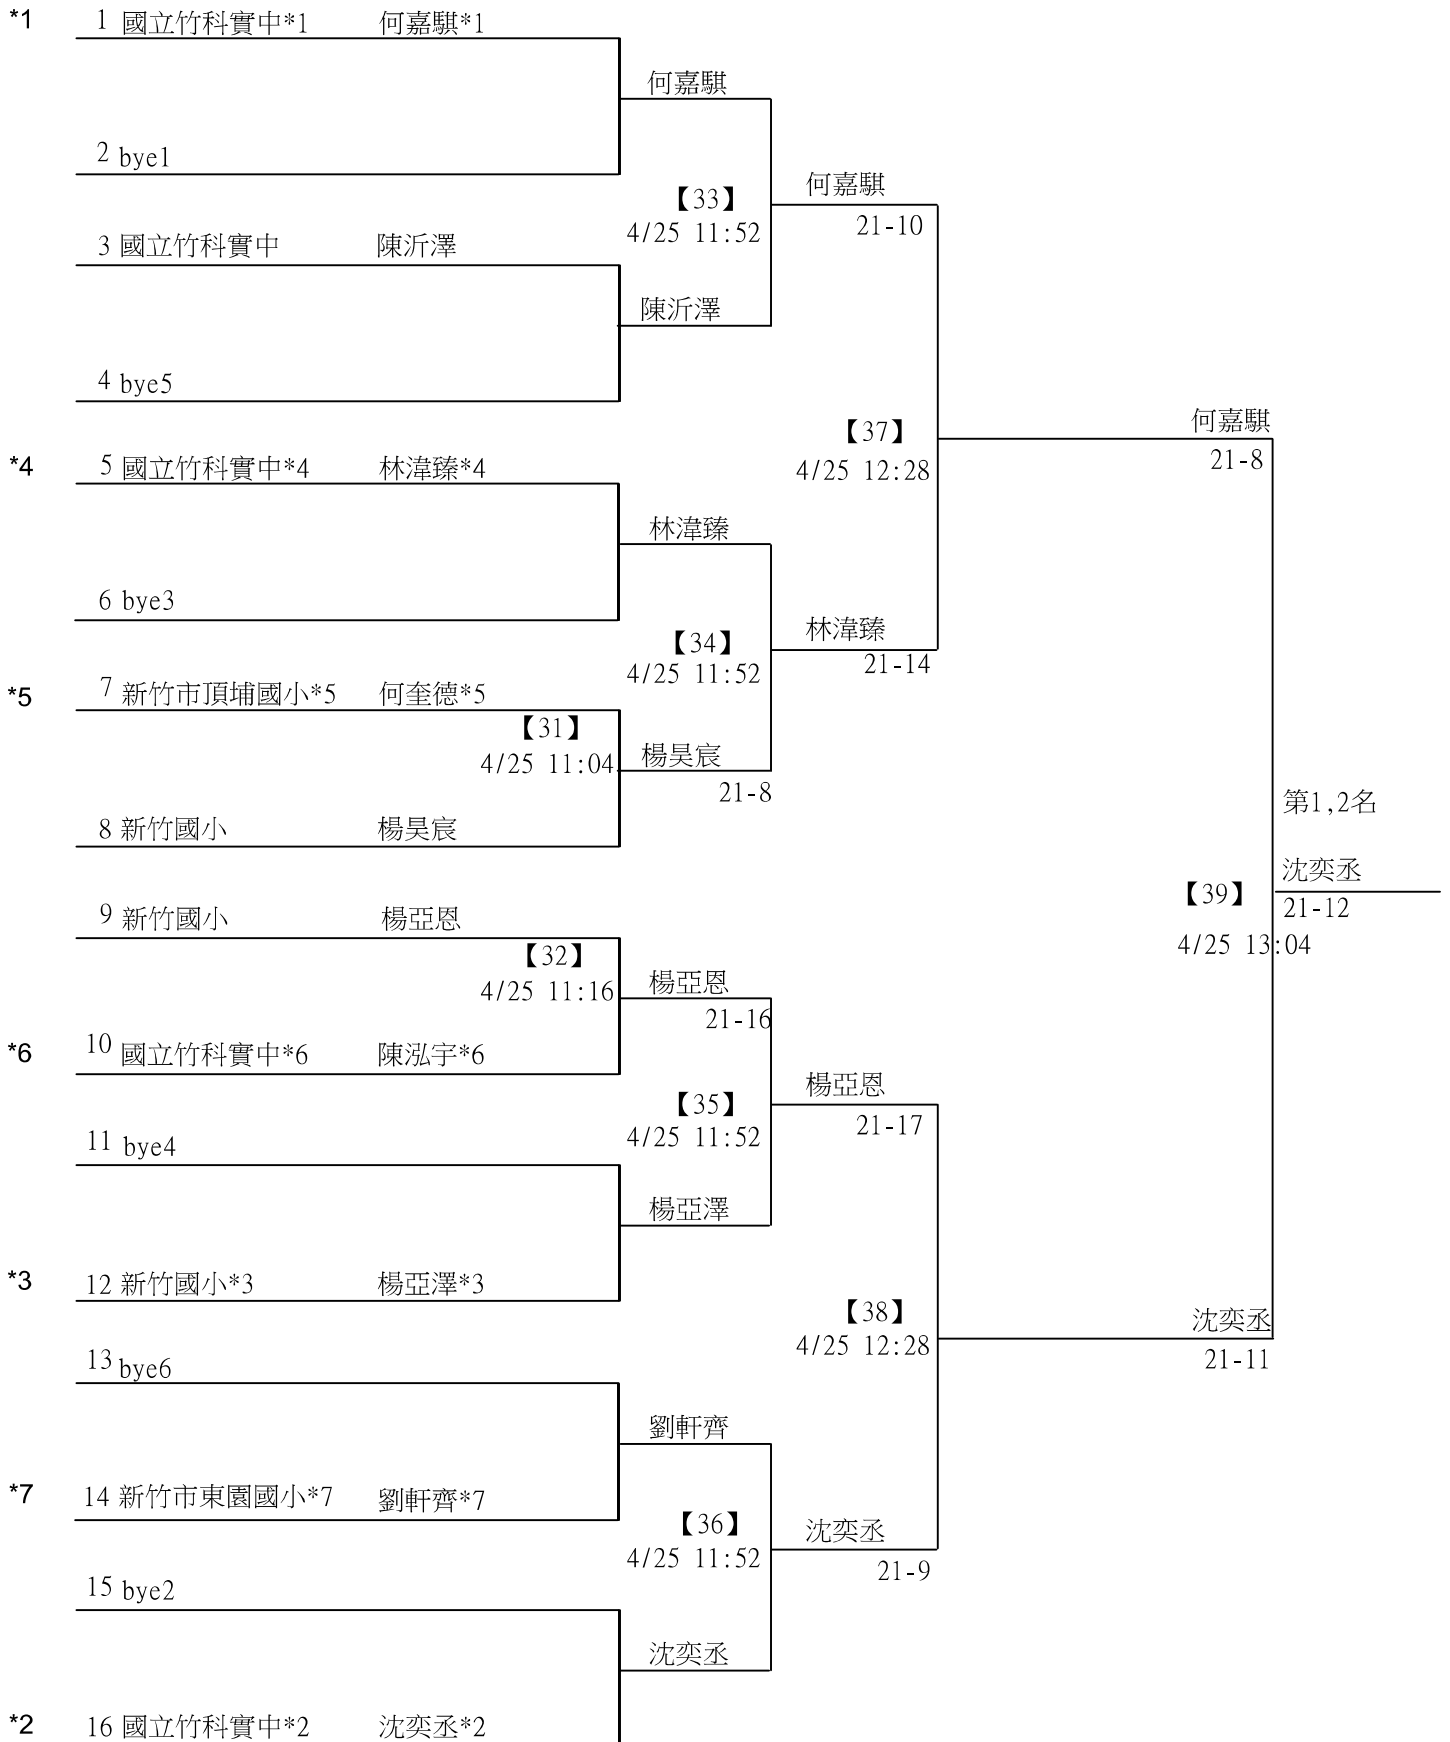 *1 1 國立竹科實中*1 何嘉騏*1
何嘉騏
2 bye1
【33】
4/25 11:52
何嘉騏
21-10
3 國立竹科實中 陳沂澤
陳沂澤
4 bye5
【37】
4/25 12:28
何嘉騏
21-8
*4 5 國立竹科實中*4 林湋臻*4
林湋臻
6 bye3
【34】
4/25 11:52
林湋臻
21-14
*5 7 新竹市頂埔國小*5 何奎德*5
【31】
4/25 11:04
楊昊宸
21-8
8 新竹國小 楊昊宸
第1,2名
沈奕丞
【39】
21-12
4/25 13:04
9 新竹國小 楊亞恩
【32】
4/25 11:16
楊亞恩
21-16
*6 10 國立竹科實中*6 陳泓宇*6
【35】
4/25 11:52
楊亞恩
21-17
11 bye4
楊亞澤
*3 12 新竹國小*3 楊亞澤*3
【38】
4/25 12:28
沈奕丞
21-11
13 bye6
劉軒齊
*7 14 新竹市東園國小*7 劉軒齊*7
【36】
4/25 11:52
沈奕丞
21-9
15 bye2
沈奕丞
*2 16 國立竹科實中*2 沈奕丞*2